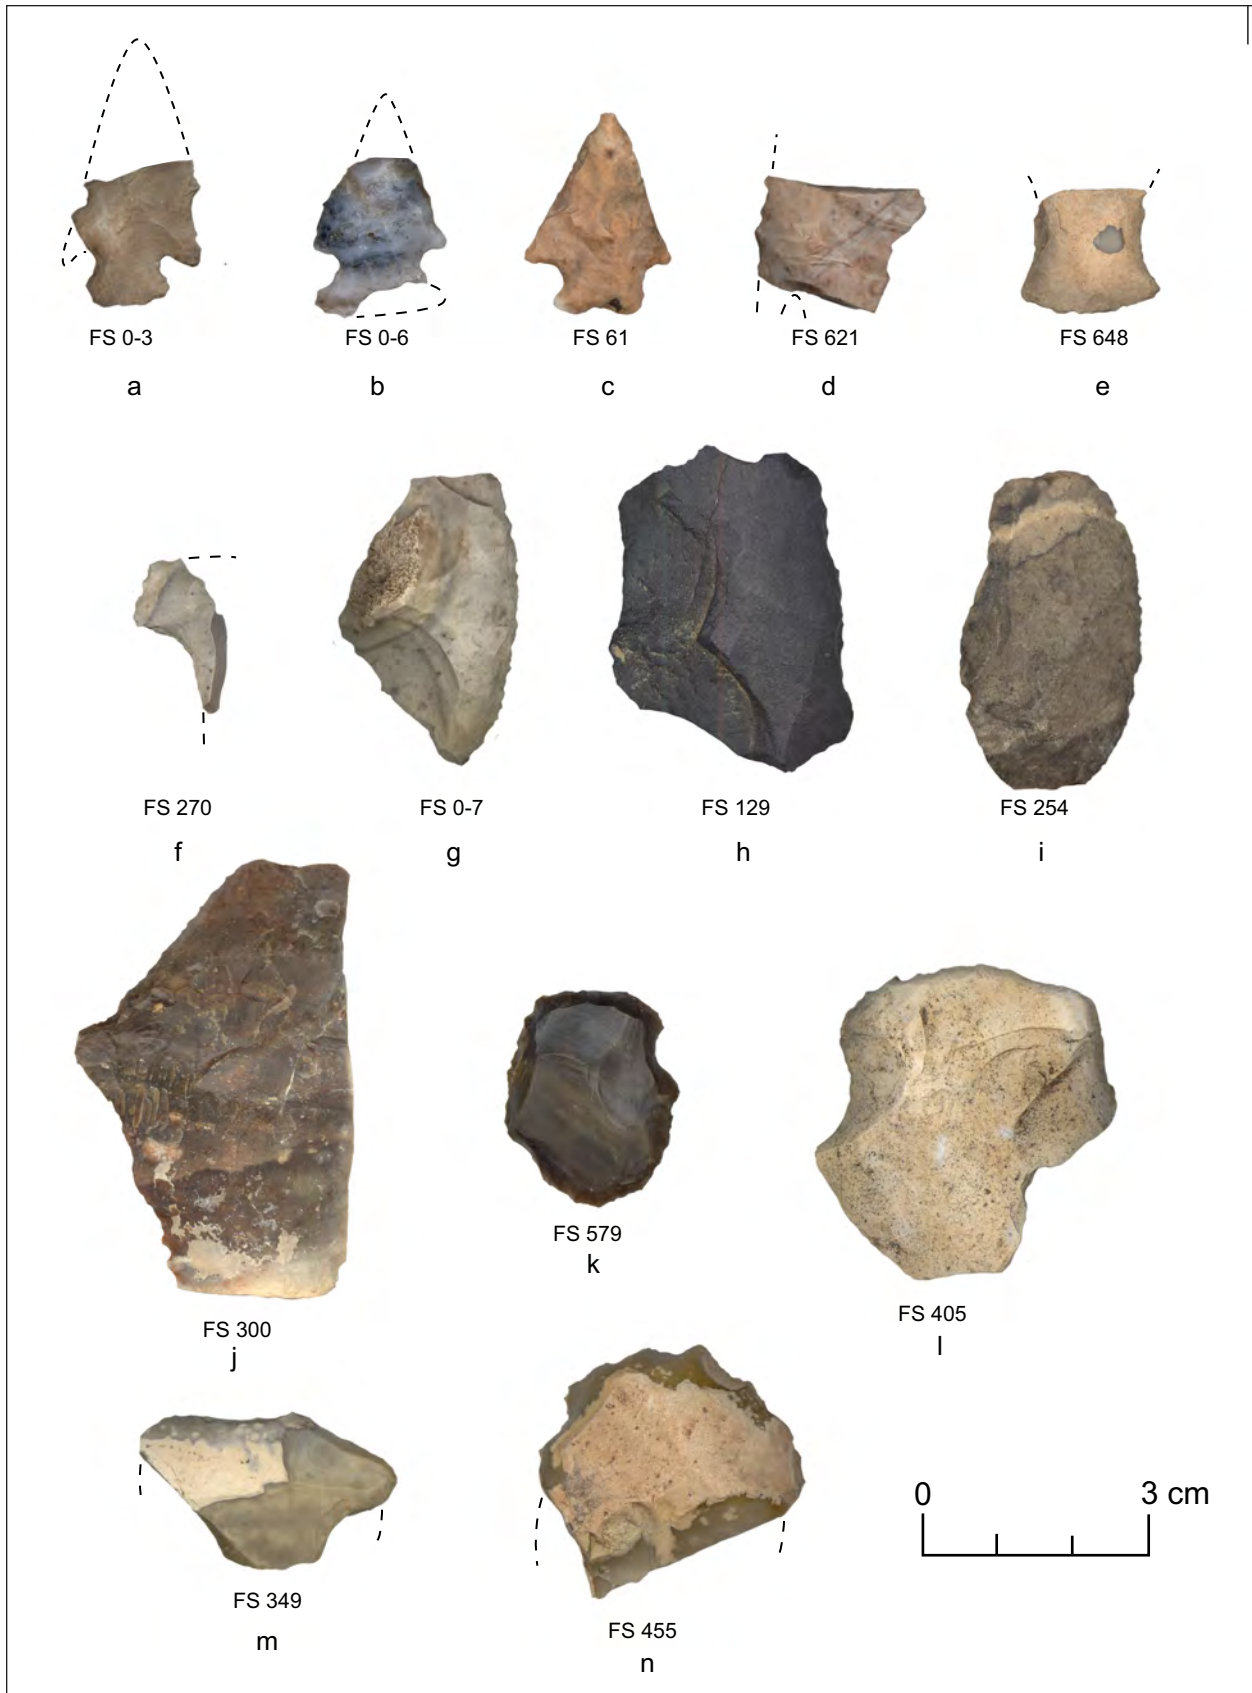 FS 0-3 FS 0-6 FS 61 FS 621 FS 648
a b c d e
FS 270 FS 0-7 FS 129 FS 254
f g h i
FS 579
k
FS 405
l
FS 300
j
0 3 cm
FS 349
m
FS 455
n